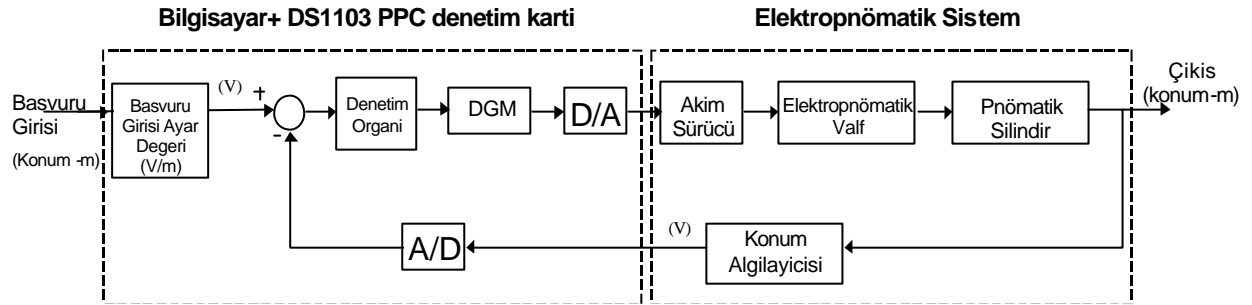 Bilgisayar+ DS1103 PPC denetim karti
Elektropnömatik Sistem
Basvuru
Girisi
(Konum -m)
Basvuru
Girisi Ayar
Degeri
(V/m)
(V)
+
-
Denetim
Organi
DGM
D/A
Akim
Sürücü
Elektropnömatik
Valf
Pnömatik
Silindir
Çikis
(konum-m)
A/D
(V)
Konum
Algilayicisi